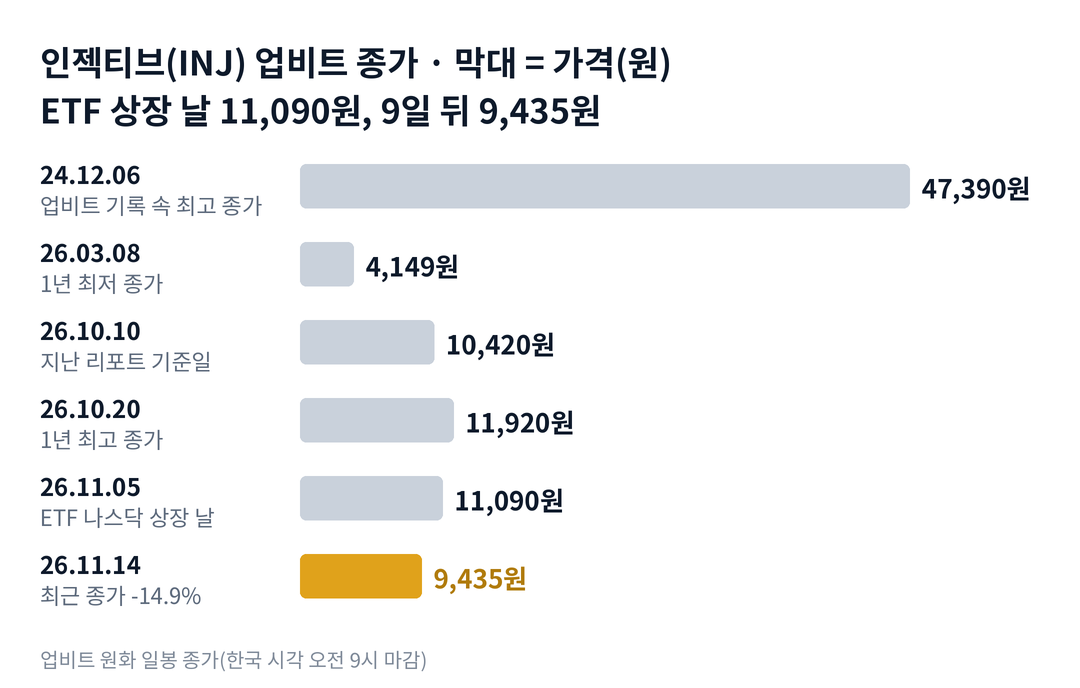 인젝티브(INJ) 업비트 종가 · 막대 = 가격(원)
ETF 상장 날 11,090원, 9일 뒤 9,435원
24.12.06
업비트 기록 속 최고 종가
47,390원
26.03.08
1년 최저 종가
4,149원
26.10.10
지난 리포트 기준일
10,420원
26.10.20
1년 최고 종가
11,920원
26.11.05
ETF 나스닥 상장 날
11,090원
26.11.14
최근 종가 -14.9%
9,435원
업비트 원화 일봉 종가(한국 시각 오전 9시 마감)